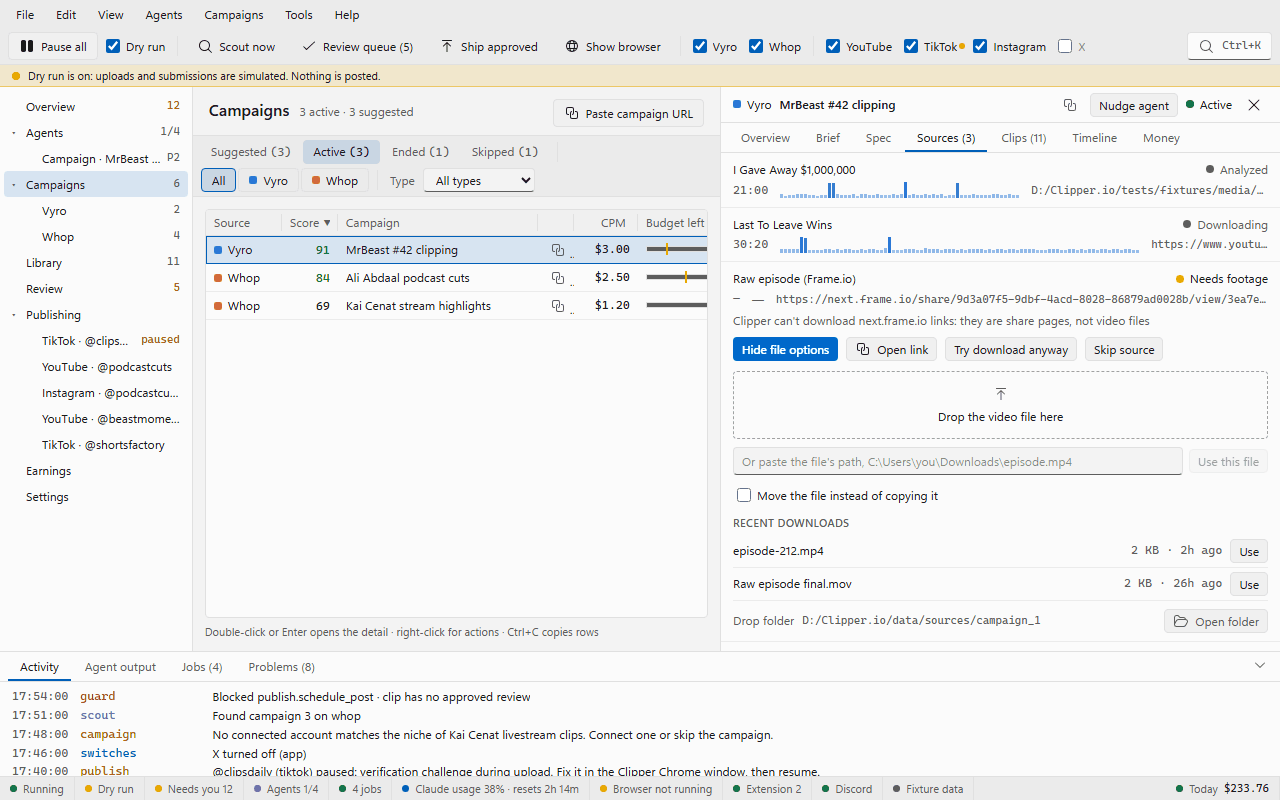 File Edit View Agents Campaigns Tools Help
Pause all Dry run Scout now Review queue (5) Ship approved Show browser Vyro Whop YouTube TikTok Instagram X Ctrl+K
Dry run is on: uploads and submissions are simulated. Nothing is posted.
Overview 12
Agents 1/4
Campaign · MrBeast ... P2
Campaigns 6
Vyro 2
Whop 4
Library 11
Review 5
Publishing
TikTok · @clips... paused
YouTube · @podcastcuts
Instagram · @podcastcu...
YouTube · @beastmome...
TikTok · @shortsfactory
Earnings
Settings
Campaigns 3 active · 3 suggested Paste campaign URL
Suggested (3) Active (3) Ended (1) Skipped (1)
All Vyro Whop Type All types
Source Score ▼ Campaign CPM Budget left
Vyro 91 MrBeast #42 clipping $3.00
Whop 84 Ali Abdaal podcast cuts $2.50
Whop 69 Kai Cenat stream highlights $1.20
Double-click or Enter opens the detail · right-click for actions · Ctrl+C copies rows
Vyro MrBeast #42 clipping Nudge agent Active
Overview Brief Spec Sources (3) Clips (11) Timeline Money
I Gave Away $1,000,000 Analyzed
21:00 D:/Clipper.io/tests/fixtures/media/...
Last To Leave Wins Downloading
30:20 https://www.youtu...
Raw episode (Frame.io) Needs footage
– — https://next.frame.io/share/9d3a07f5-9dbf-4acd-8028-86879ad0028b/view/3ea7e...
Clipper can't download next.frame.io links: they are share pages, not video files
Hide file options Open link Try download anyway Skip source
Drop the video file here
Or paste the file's path, C:\Users\you\Downloads\episode.mp4 Use this file
Move the file instead of copying it
RECENT DOWNLOADS
episode-212.mp4 2 KB · 2h ago Use
Raw episode final.mov 2 KB · 26h ago Use
Drop folder D:/Clipper.io/data/sources/campaign_1 Open folder
Activity Agent output Jobs (4) Problems (8)
17:54:00 guard Blocked publish.schedule_post · clip has no approved review
17:51:00 scout Found campaign 3 on whop
17:48:00 campaign No connected account matches the niche of Kai Cenat livestream clips. Connect one or skip the campaign.
17:46:00 switches X turned off (app)
17:40:00 publish @clipsdaily (tiktok) paused: verification challenge during upload. Fix it in the Clipper Chrome window, then resume.
Running Dry run Needs you 12 Agents 1/4 4 jobs Claude usage 38% · resets 2h 14m Browser not running Extension 2 Discord Fixture data Today $233.76